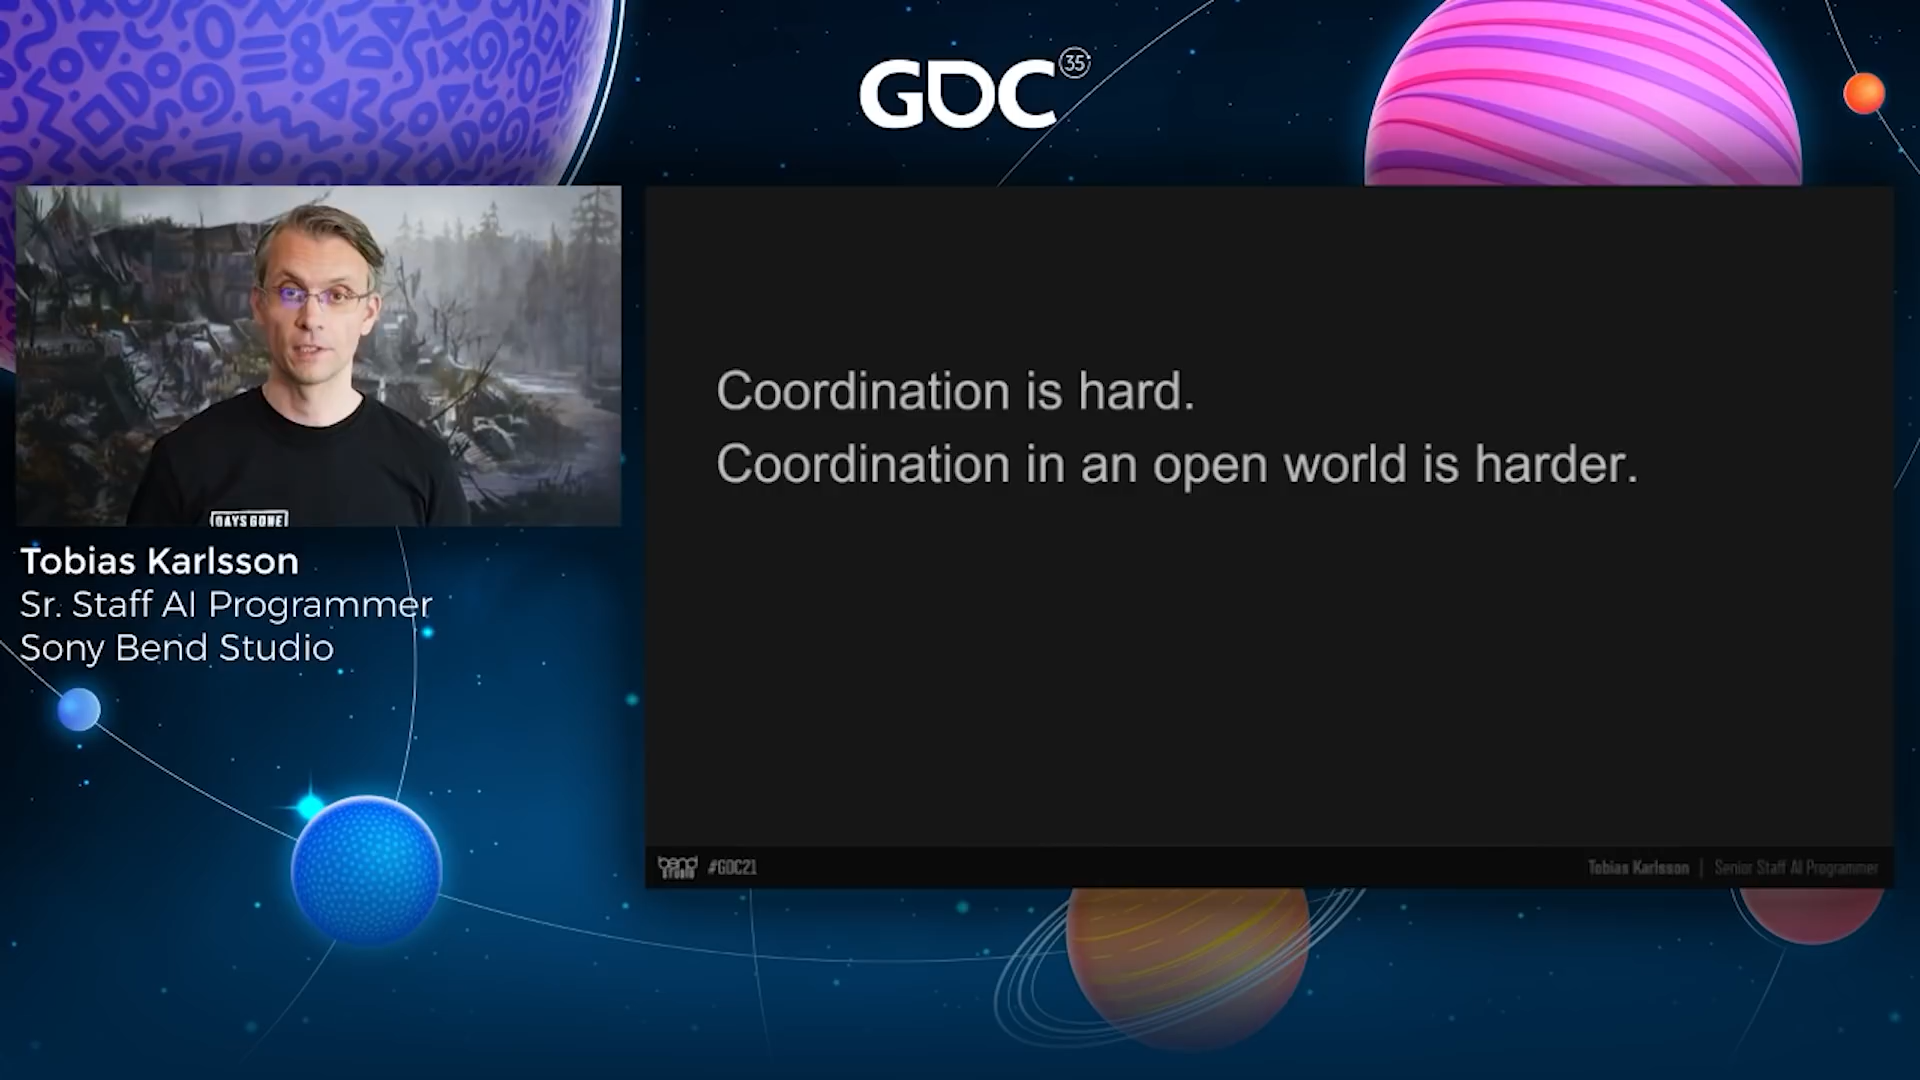 GDC 35
DAYS GONE
Tobias Karlsson
Sr. Staff AI Programmer
Sony Bend Studio
Coordination is hard.
Coordination in an open world is harder.
bend STUDIO #GDC21
Tobias Karlsson | Senior Staff AI Programmer